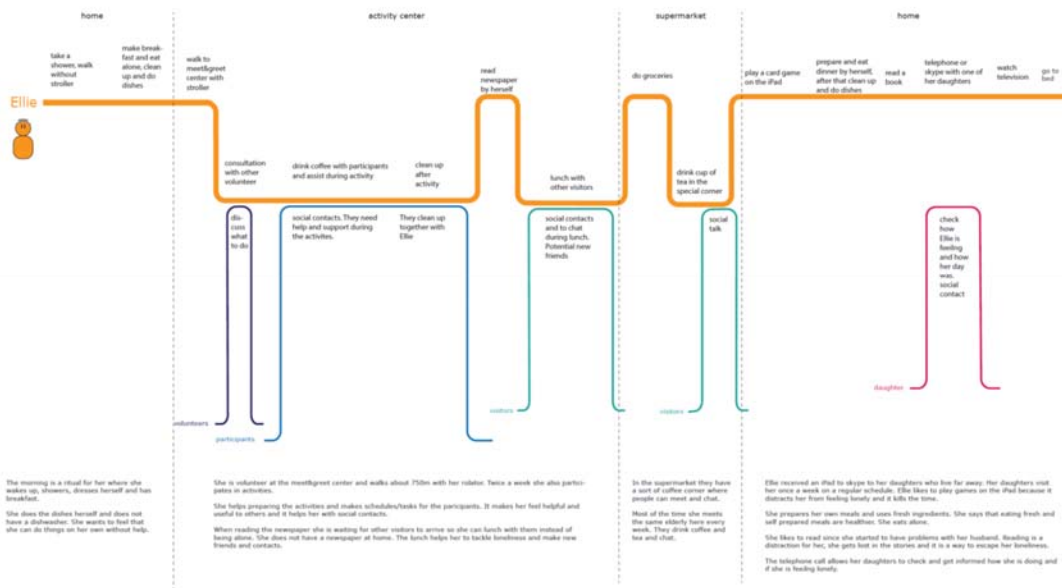 home
activity center
supermarket
home
take a
shower, walk
without
stroller
make break-
fast and eat
alone, clean
up and do
dishes
walk to
meet&greet
center with
stroller
read
newspaper
by herself
do groceries
play a card game
on the iPad
prepare and eat
dinner by herself,
after that clean up
and do dishes
read a
book
telephone or
skype with one of
her daughters
watch
television
go to
bed
Ellie
consultation
with other
volunteer
drink coffee with participants
and assist during activity
clean up
after
activity
lunch with
other visitors
drink cup of
tea in the
special corner
dis-
cuss
what
to do
social contacts. They need
help and support during
the activites.
They clean up
together with
Ellie
social contacts
and to chat
during lunch.
Potential new
friends
social
talk
check
how
Ellie is
feeling
and how
her day
was.
social
contact
volunteers
participants
visitors
visitors
daughter
The morning is a ritual for her where she
wakes up, showers, dresses herself and has
breakfast.
She does the dishes herself and does not
have a dishwasher. She wants to feel that
she can do things on her own without help.
She is volunteer at the meet&greet center and walks about 750m with her rolator. Twice a week she also partici-
pates in activities.
She helps preparing the activities and makes schedules/tasks for the parcipants. It makes her feel helpful and
useful to others and it helps her with social contacts.
When reading the newspaper she is waiting for other visitors to arrive so she can lunch with them instead of
being alone. She does not have a newspaper at home. The lunch helps her to tackle loneliness and make new
friends and contacts.
In the supermarket they have
a sort of coffee corner where
people can meet and chat.
Most of the time she meets
the same elderly here every
week. They drink coffee and
tea and chat.
Ellie received an iPad to skype to her daughters who live far away. Her daughters visit
her once a week on a regular schedule. Ellie likes to play games on the iPad because it
distracts her from feeling lonely and it kills the time.
She prepares her own meals and uses fresh ingredients. She says that eating fresh and
self prepared meals are healthier. She eats alone.
She likes to read since she started to have problems with her husband. Reading is a
distraction for her, she gets lost in the stories and it is a way to escape her loneliness.
The telephone call allows her daughters to check and get informed how she is doing and
if she is feeling lonely.